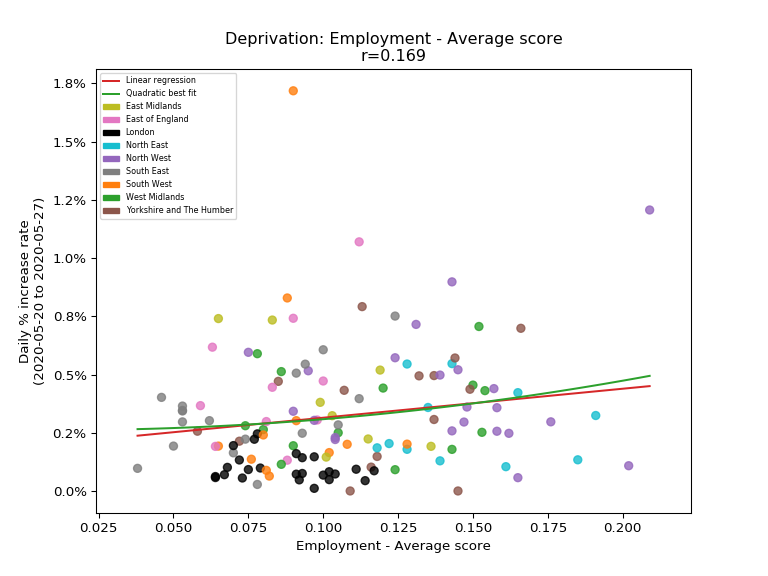 Deprivation: Employment - Average score
r=0.169
Linear regression
Quadratic best fit
East Midlands
East of England
London
North East
North West
South East
South West
West Midlands
Yorkshire and The Humber
1.8%
1.5%
1.2%
1.0%
0.8%
0.5%
0.2%
0.0%
Daily % increase rate
(2020-05-20 to 2020-05-27)
0.025
0.050
0.075
0.100
0.125
0.150
0.175
0.200
Employment - Average score